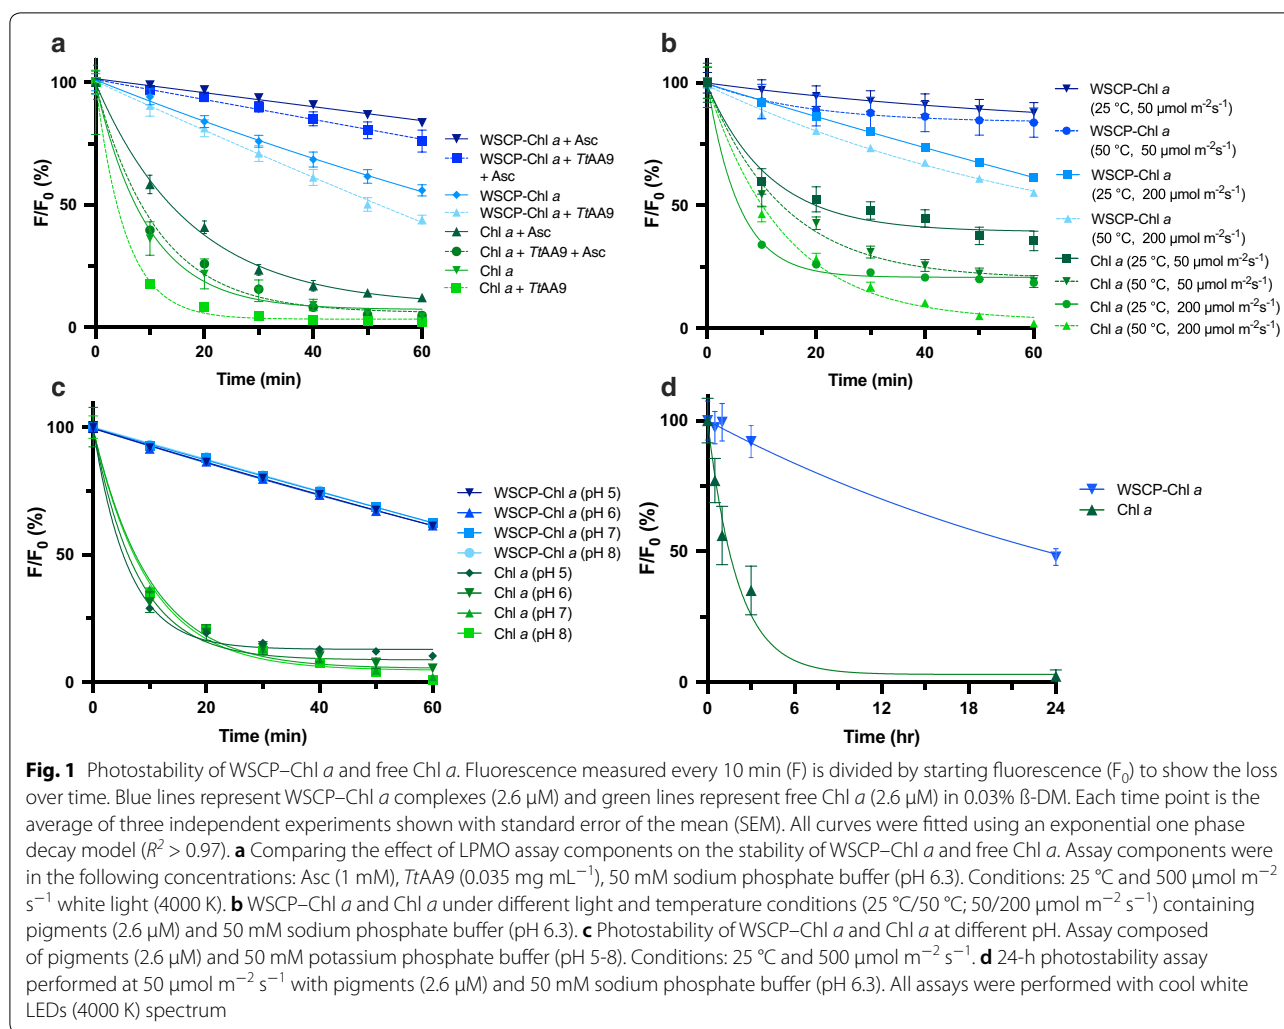 a
100
50
0
F/F0 (%)
0
20
40
60
Time (min)
WSCP-Chl a + Asc
WSCP-Chl a + TtAA9
+ Asc
WSCP-Chl a
WSCP-Chl a + TtAA9
Chl a + Asc
Chl a + TtAA9 + Asc
Chl a
Chl a + TtAA9
b
100
50
0
F/F0 (%)
0
20
40
60
Time (min)
WSCP-Chl a
(25 °C, 50 µmol m−2s−1)
WSCP-Chl a
(50 °C, 50 µmol m−2s−1)
WSCP-Chl a
(25 °C, 200 µmol m−2s−1)
WSCP-Chl a
(50 °C, 200 µmol m−2s−1)
Chl a (25 °C, 50 µmol m−2s−1)
Chl a (50 °C, 50 µmol m−2s−1)
Chl a (25 °C, 200 µmol m−2s−1)
Chl a (50 °C, 200 µmol m−2s−1)
c
100
50
0
F/F0 (%)
0
20
40
60
Time (min)
WSCP-Chl a (pH 5)
WSCP-Chl a (pH 6)
WSCP-Chl a (pH 7)
WSCP-Chl a (pH 8)
Chl a (pH 5)
Chl a (pH 6)
Chl a (pH 7)
Chl a (pH 8)
d
100
50
0
F/F0 (%)
0
6
12
18
24
Time (hr)
WSCP-Chl a
Chl a
Fig. 1 Photostability of WSCP–Chl a and free Chl a. Fluorescence measured every 10 min (F) is divided by starting fluorescence (F0) to show the loss
over time. Blue lines represent WSCP–Chl a complexes (2.6 µM) and green lines represent free Chl a (2.6 µM) in 0.03% ß-DM. Each time point is the
average of three independent experiments shown with standard error of the mean (SEM). All curves were fitted using an exponential one phase
decay model (R2 > 0.97). a Comparing the effect of LPMO assay components on the stability of WSCP–Chl a and free Chl a. Assay components were
in the following concentrations: Asc (1 mM), TtAA9 (0.035 mg mL−1), 50 mM sodium phosphate buffer (pH 6.3). Conditions: 25 °C and 500 µmol m−2
s−1 white light (4000 K). b WSCP–Chl a and Chl a under different light and temperature conditions (25 °C/50 °C; 50/200 µmol m−2 s−1) containing
pigments (2.6 µM) and 50 mM sodium phosphate buffer (pH 6.3). c Photostability of WSCP–Chl a and Chl a at different pH. Assay composed
of pigments (2.6 µM) and 50 mM potassium phosphate buffer (pH 5-8). Conditions: 25 °C and 500 µmol m−2 s−1. d 24-h photostability assay
performed at 50 µmol m−2 s−1 with pigments (2.6 µM) and 50 mM sodium phosphate buffer (pH 6.3). All assays were performed with cool white
LEDs (4000 K) spectrum